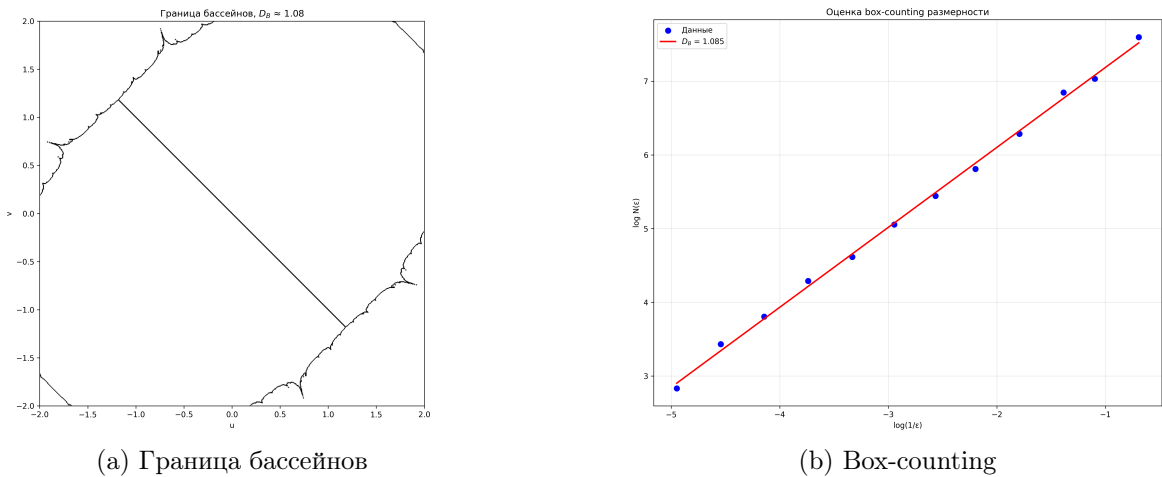 Граница бассейнов, D_B ≈ 1.08
2.0
1.5
1.0
0.5
0.0
−0.5
−1.0
−1.5
−2.0
v
−2.0 −1.5 −1.0 −0.5 0.0 0.5 1.0 1.5 2.0
u
(a) Граница бассейнов
Оценка box-counting размерности
Данные
D_B = 1.085
7
6
5
4
3
log N(ε)
−5 −4 −3 −2 −1
log(1/ε)
(b) Box-counting